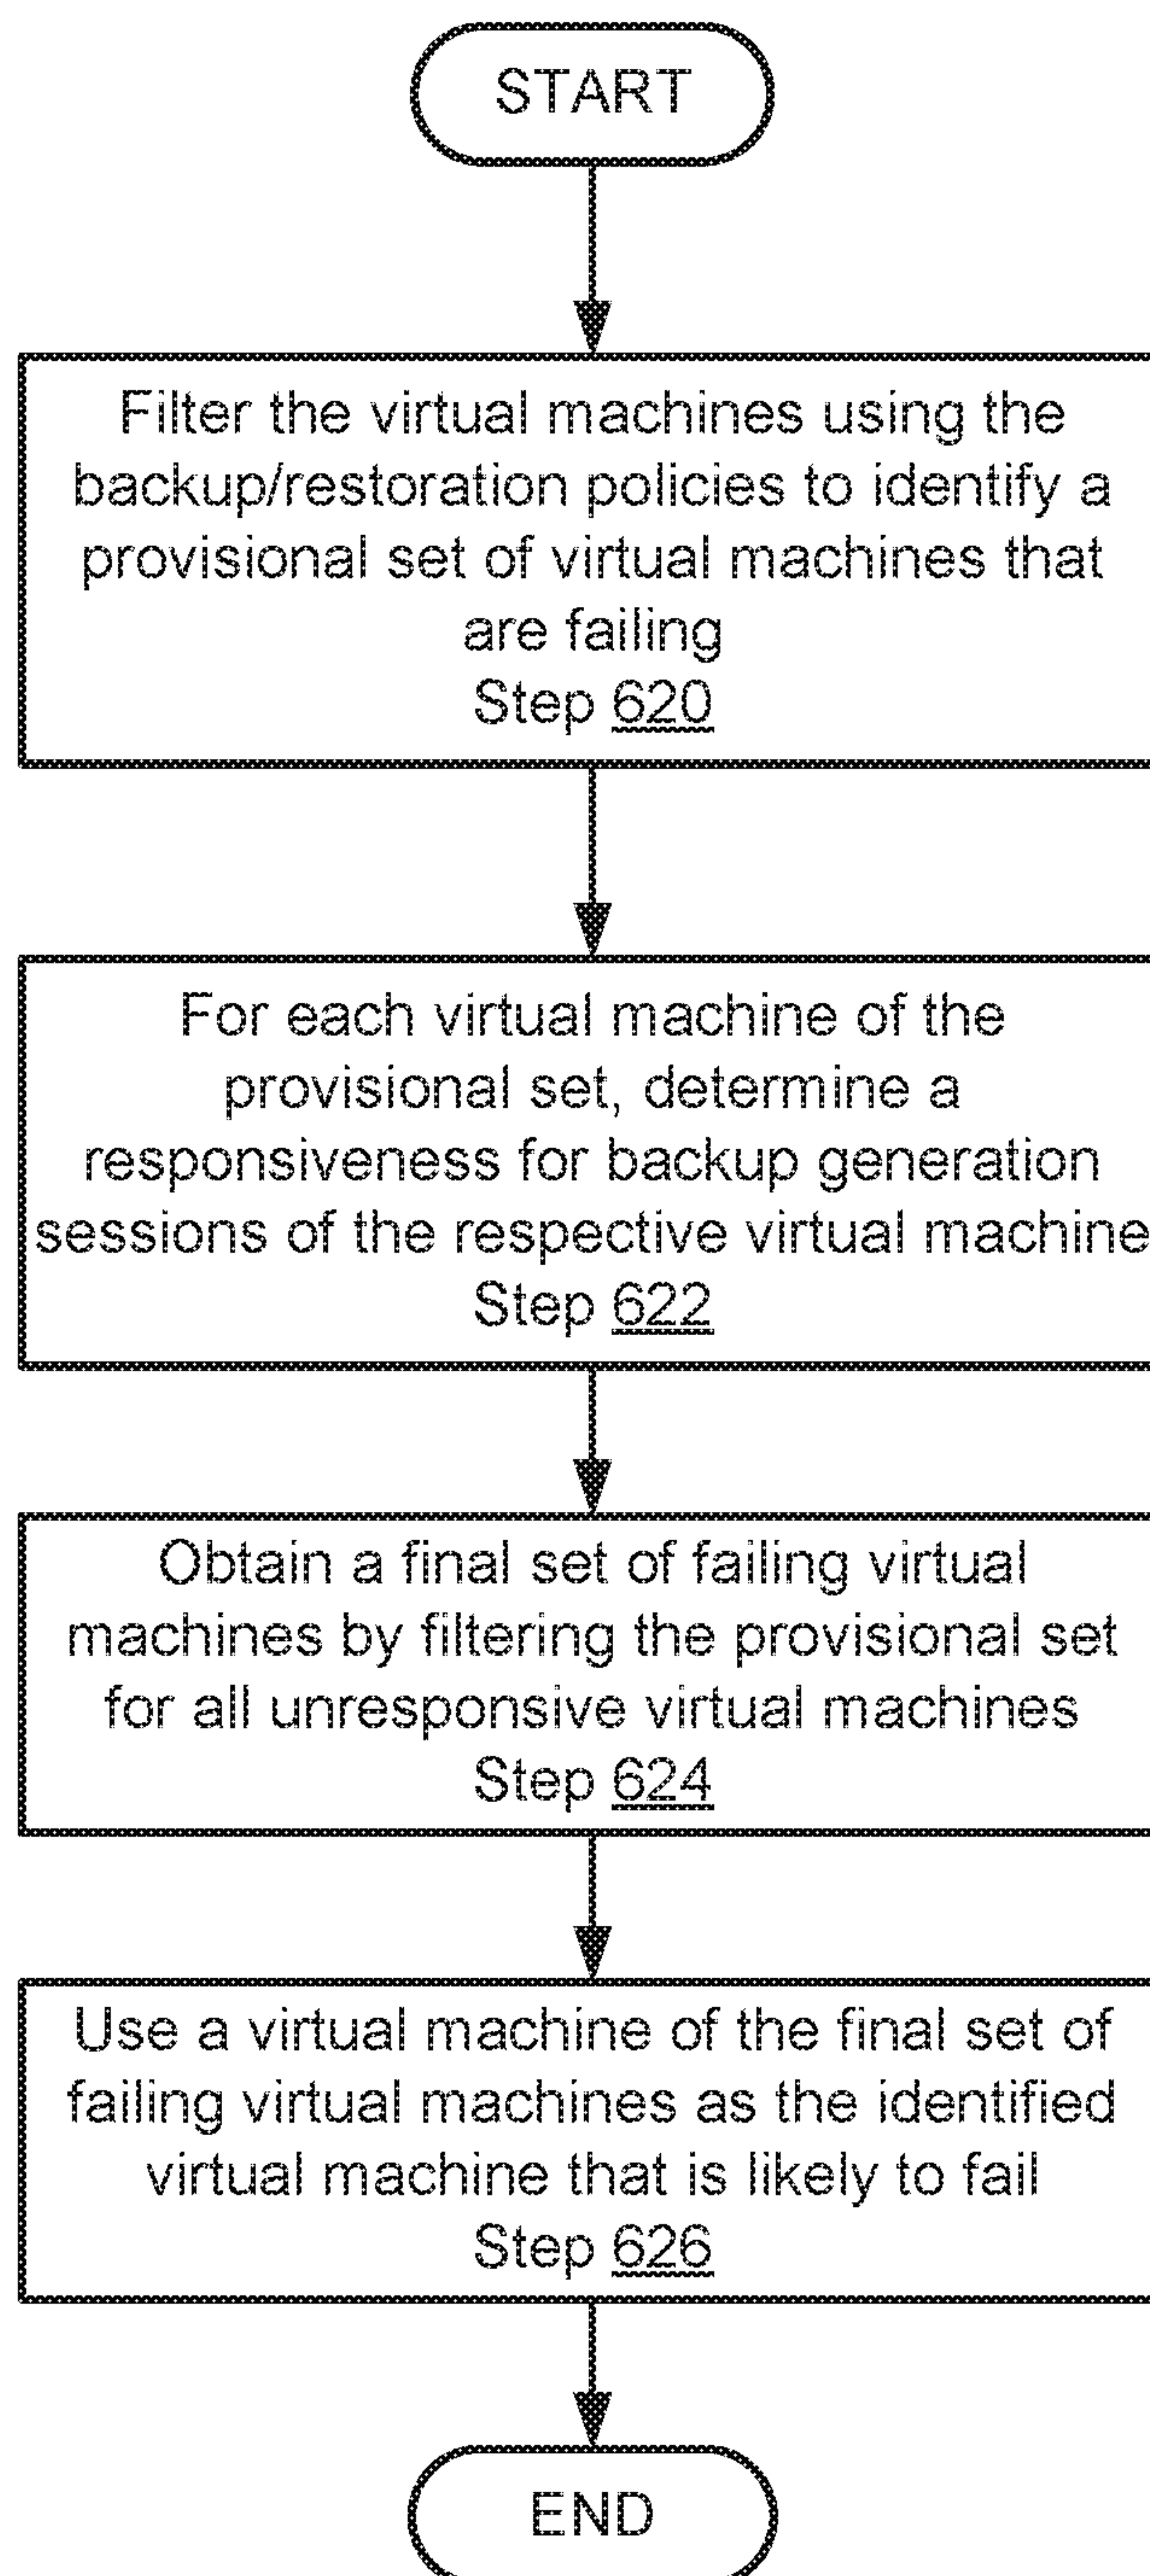 START
Filter the virtual machines using the
backup/restoration policies to identify a
provisional set of virtual machines that
are failing
Step 620
For each virtual machine of the
provisional set, determine a
responsiveness for backup generation
sessions of the respective virtual machine
Step 622
Obtain a final set of failing virtual
machines by filtering the provisional set
for all unresponsive virtual machines
Step 624
Use a virtual machine of the final set of
failing virtual machines as the identified
virtual machine that is likely to fail
Step 626
END